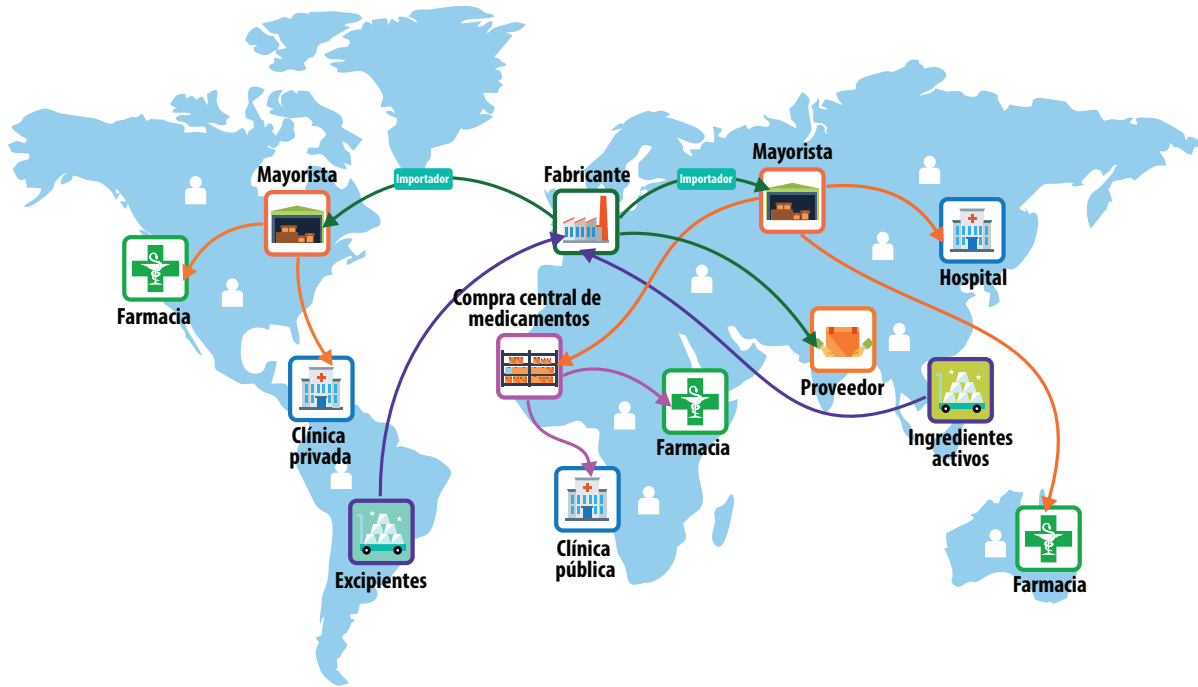 Mayorista
Importador
Fabricante
Importador
Mayorista
Farmacia
Hospital
Compra central de
medicamentos
Proveedor
Clínica
privada
Farmacia
Ingredientes
activos
Excipientes
Clínica
pública
Farmacia